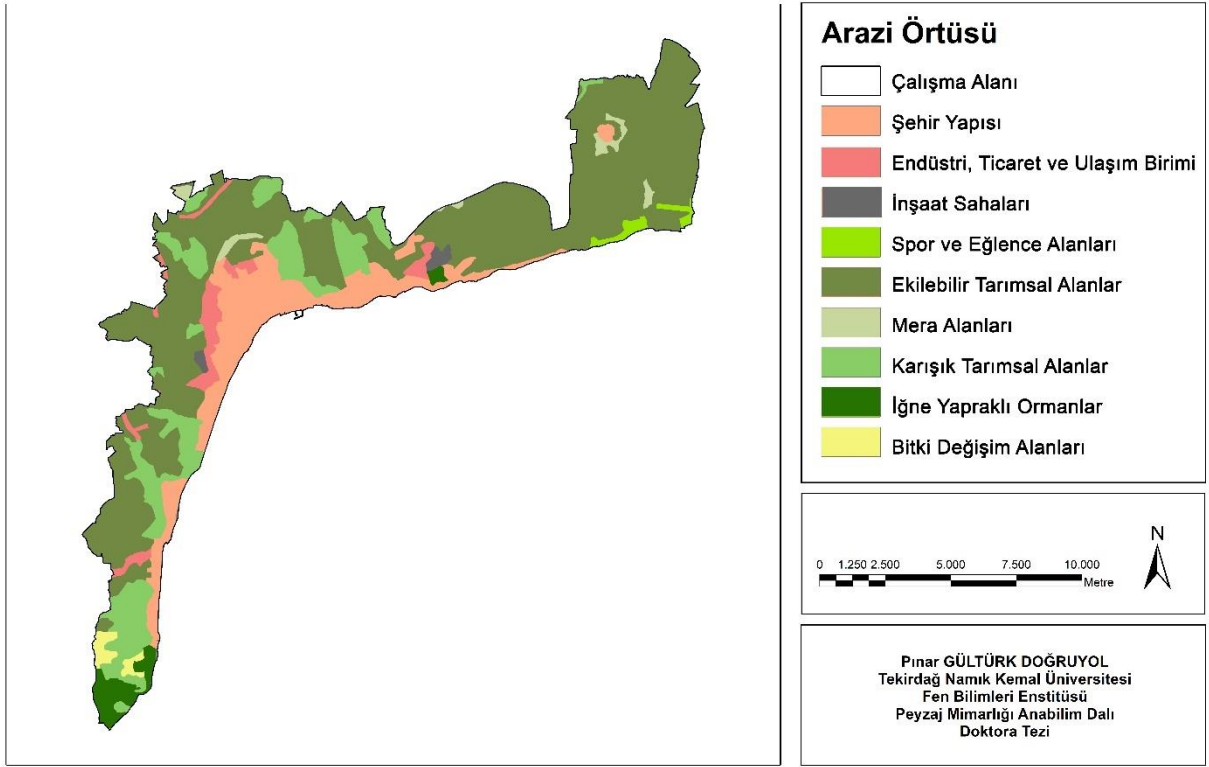 Arazi Örtüsü
Çalışma Alanı
Şehir Yapısı
Endüstri, Ticaret ve Ulaşım Birimi
İnşaat Sahaları
Spor ve Eğlence Alanları
Ekilebilir Tarımsal Alanlar
Mera Alanları
Karışık Tarımsal Alanlar
İğne Yapraklı Ormanlar
Bitki Değişim Alanları
N
0 1.250 2.500 5.000 7.500 10.000
Metre
Pınar GÜLTÜRK DOĞRUYOL
Tekirdağ Namık Kemal Üniversitesi
Fen Bilimleri Enstitüsü
Peyzaj Mimarlığı Anabilim Dalı
Doktora Tezi